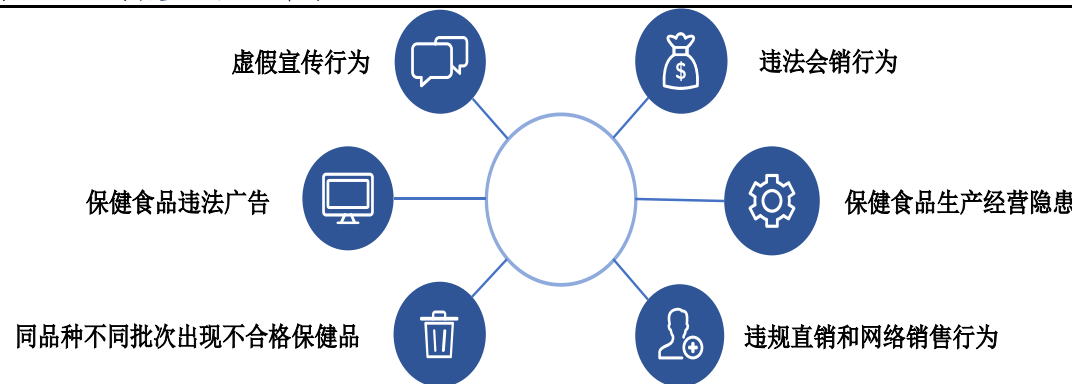 虚假宣传行为
违法会销行为
保健食品违法广告
保健食品生产经营隐患
同品种不同批次出现不合格保健品
违规直销和网络销售行为
$